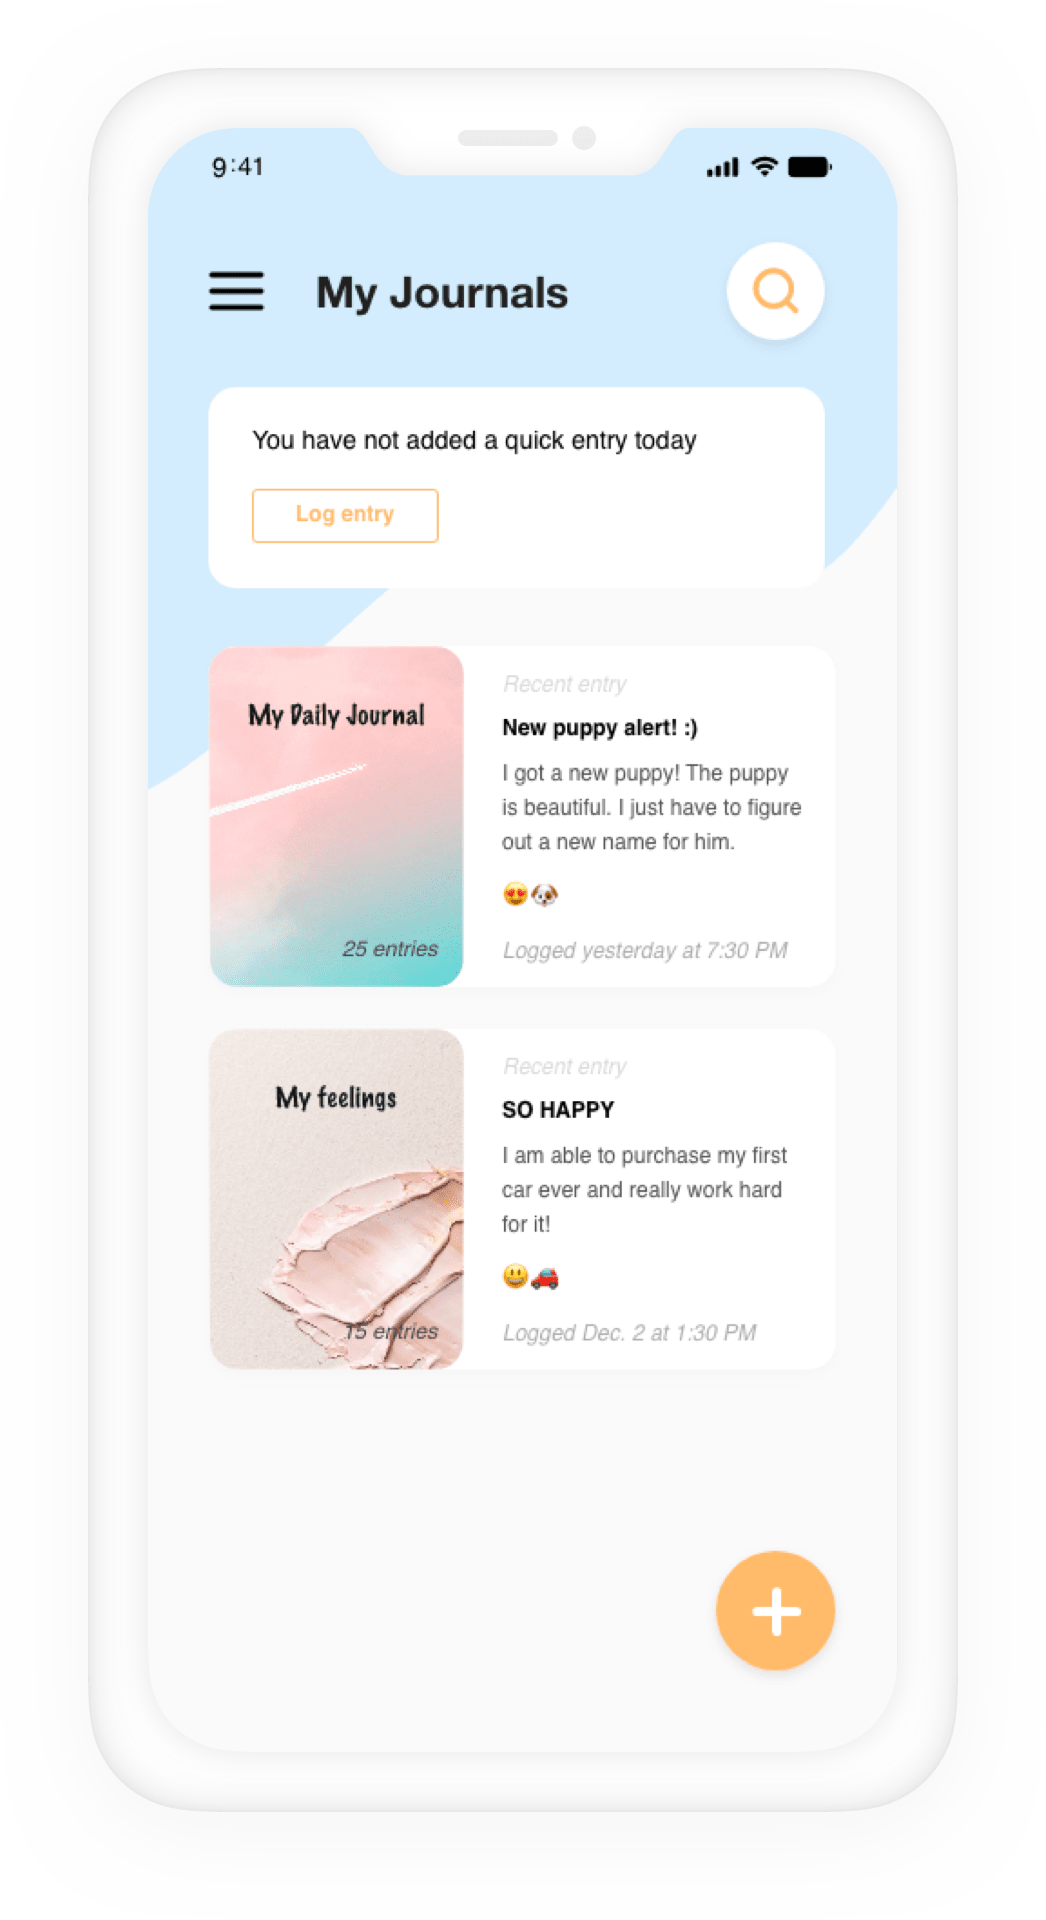 9:41
My Journals
You have not added a quick entry today
Log entry
My Daily Journal
25 entries
Recent entry
New puppy alert! :)
I got a new puppy! The puppy
is beautiful. I just have to figure
out a new name for him.
😍🐶
Logged yesterday at 7:30 PM
My feelings
15 entries
Recent entry
SO HAPPY
I am able to purchase my first
car ever and really work hard
for it!
😃🚗
Logged Dec. 2 at 1:30 PM